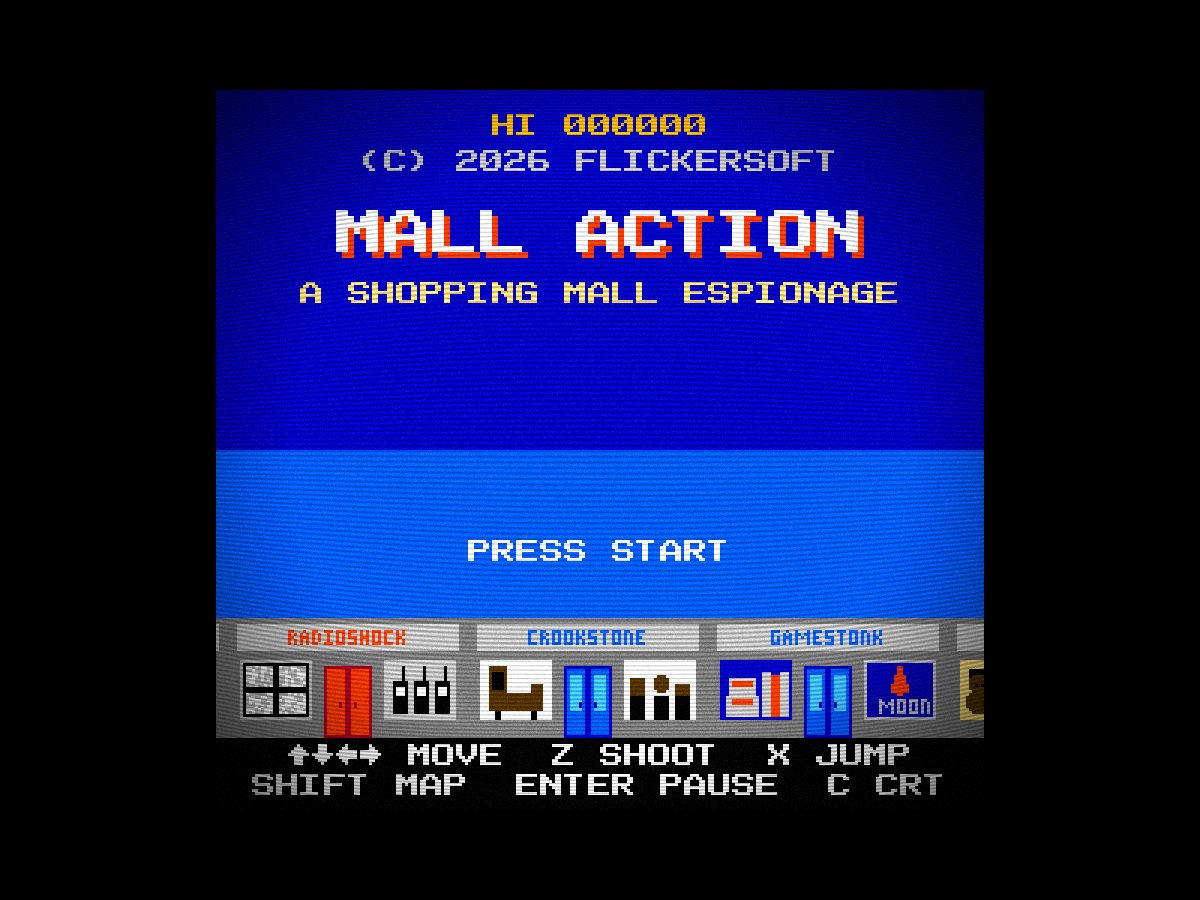 HI 000000
(C) 2026 FLICKERSOFT
MALL ACTION
A SHOPPING MALL ESPIONAGE
PRESS START
RADIOSHOCK CROOKSTONE GAMESTONK
MOON
↑↓←→ MOVE Z SHOOT X JUMP
SHIFT MAP ENTER PAUSE C CRT